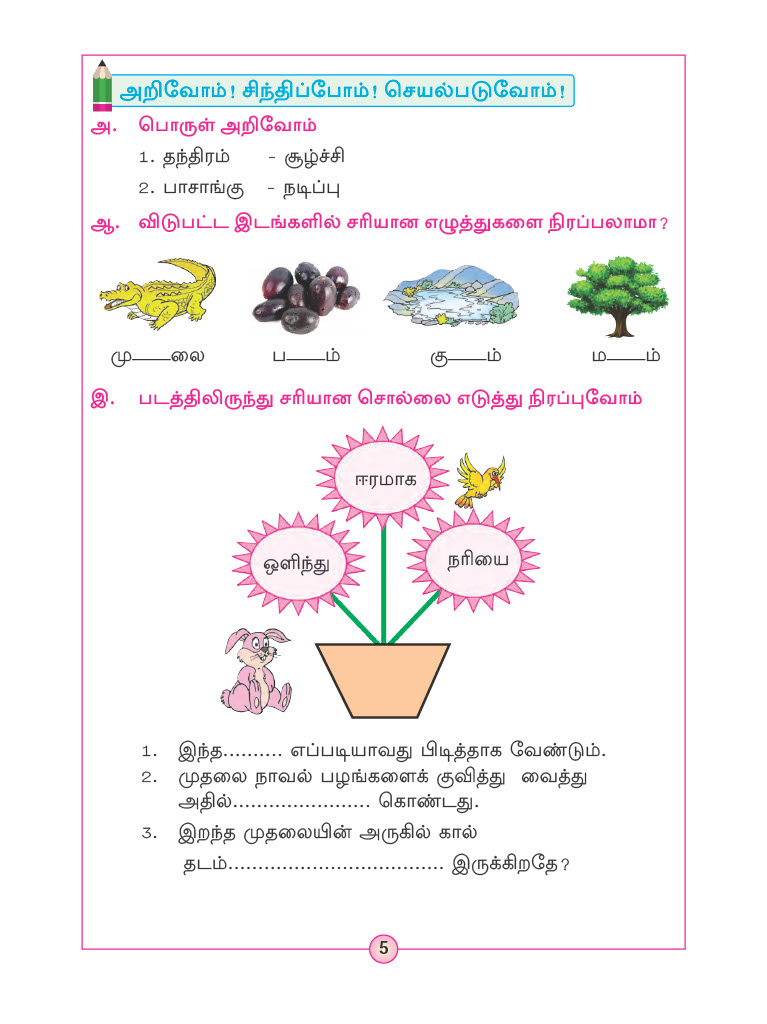 அறிவோம்! சிந்திப்போம்! செயல்படுவோம்!
அ. பொருள் அறிவோம்
1. தந்திரம் - சூழ்ச்சி
2. பாசாங்கு - நடிப்பு
ஆ. விடுபட்ட இடங்களில் சரியான எழுத்துகளை நிரப்பலாமா?
மு____லை ப____ம் கு____ம் ம____ம்
இ. படத்திலிருந்து சரியான சொல்லை எடுத்து நிரப்புவோம்
ஈரமாக
ஒளிந்து நரியை
1. இந்த.......... எப்படியாவது பிடித்தாக வேண்டும்.
2. முதலை நாவல் பழங்களைக் குவித்து வைத்து
அதில்....................... கொண்டது.
3. இறந்த முதலையின் அருகில் கால்
தடம்.................................... இருக்கிறதே?
5